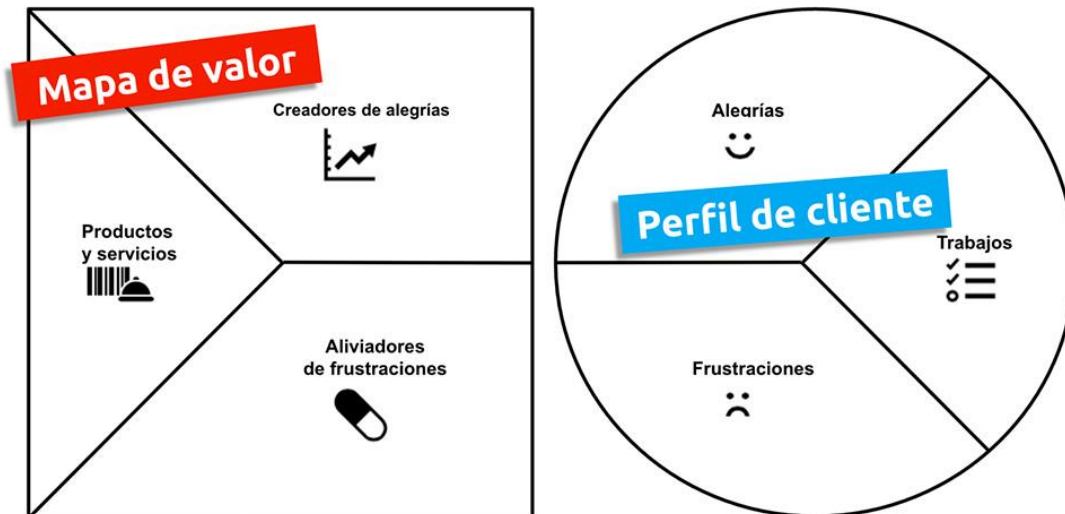 Mapa de valor
Creadores de alegrías
Productos
y servicios
Aliviadores
de frustraciones
Alegrías
Perfil de cliente
Trabajos
Frustraciones